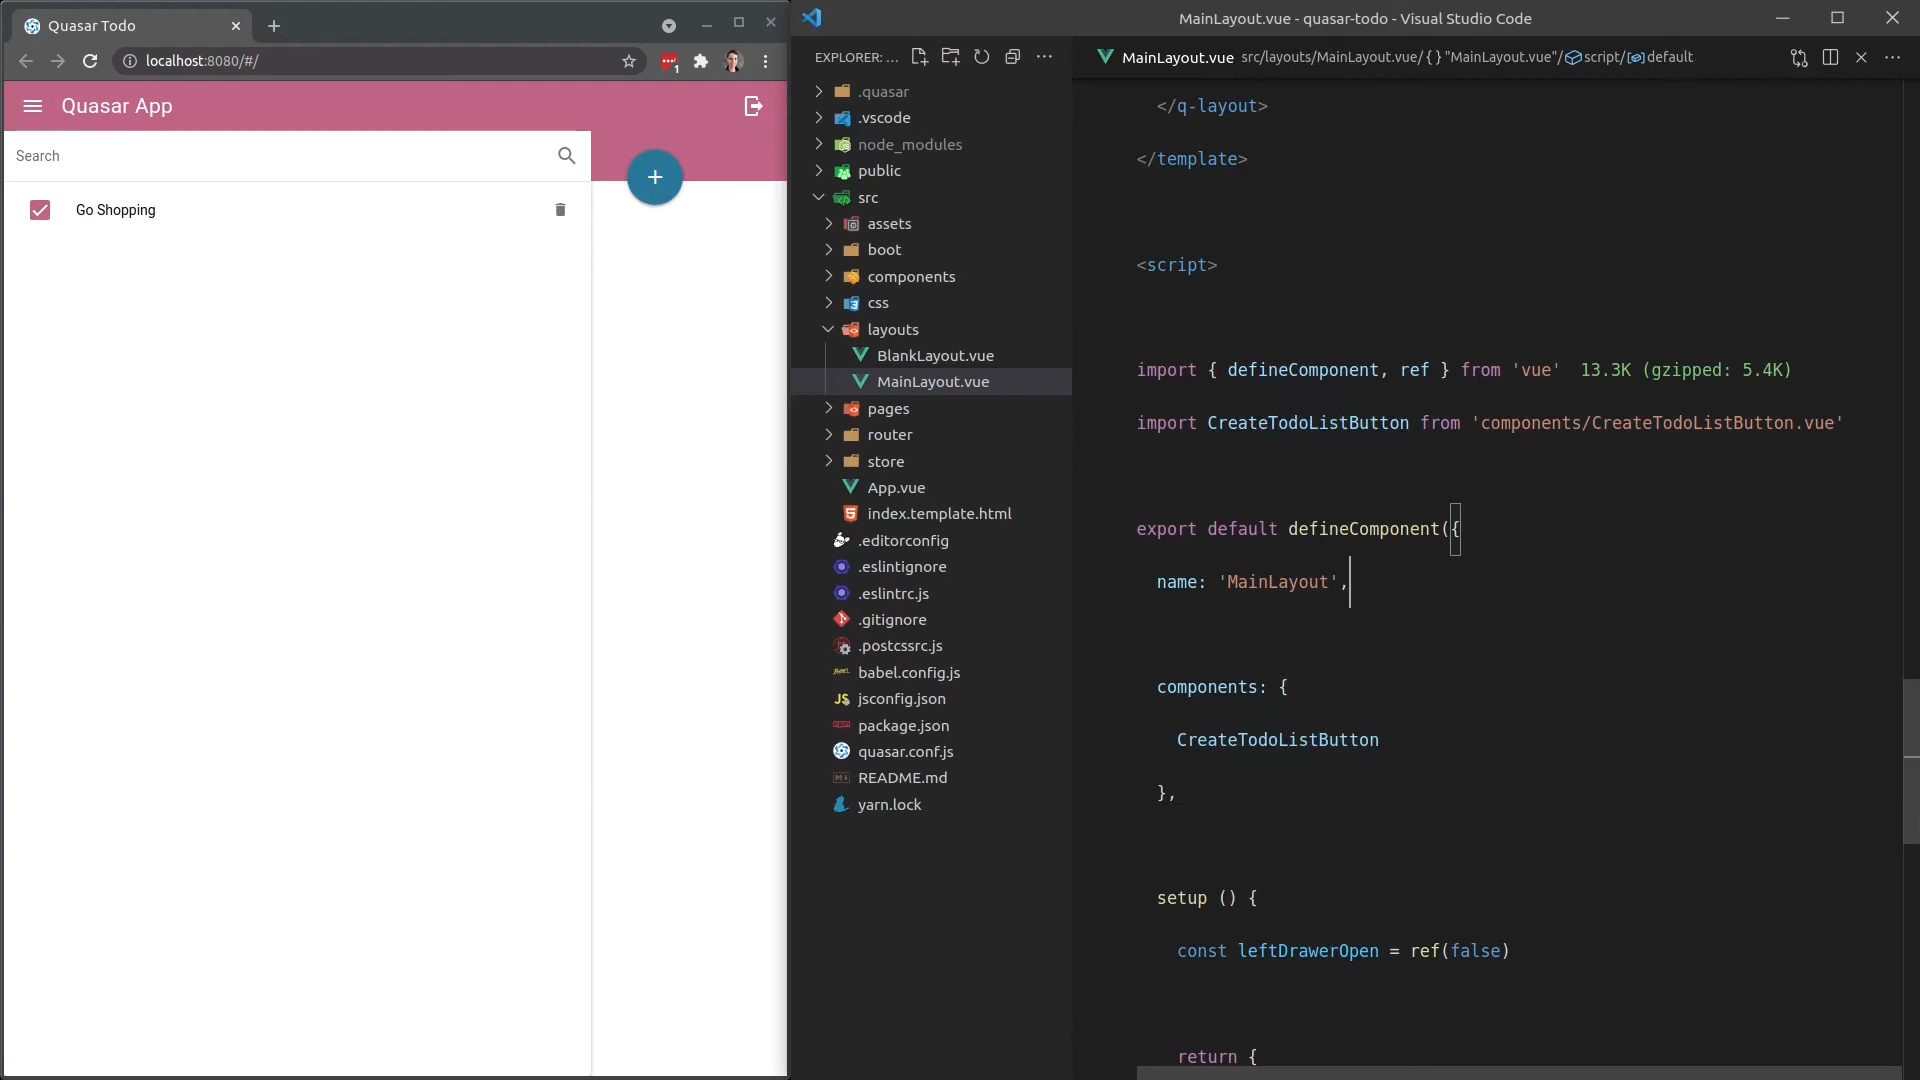 Quasar Todo
localhost:8080/#/
1
Quasar App
Search
Go Shopping
MainLayout.vue - quasar-todo - Visual Studio Code
EXPLORER: ...
MainLayout.vue src/layouts/MainLayout.vue/{ } "MainLayout.vue"/script/default
.quasar
.vscode
node_modules
public
src
assets
boot
components
css
layouts
BlankLayout.vue
MainLayout.vue
pages
router
store
App.vue
index.template.html
.editorconfig
.eslintignore
.eslintrc.js
.gitignore
.postcssrc.js
babel.config.js
jsconfig.json
package.json
quasar.conf.js
README.md
yarn.lock
</q-layout>
</template>
<script>
import { defineComponent, ref } from 'vue' 13.3K (gzipped: 5.4K)
import CreateTodoListButton from 'components/CreateTodoListButton.vue'
export default defineComponent({
name: 'MainLayout',
components: {
CreateTodoListButton
},
setup () {
const leftDrawerOpen = ref(false)
return {